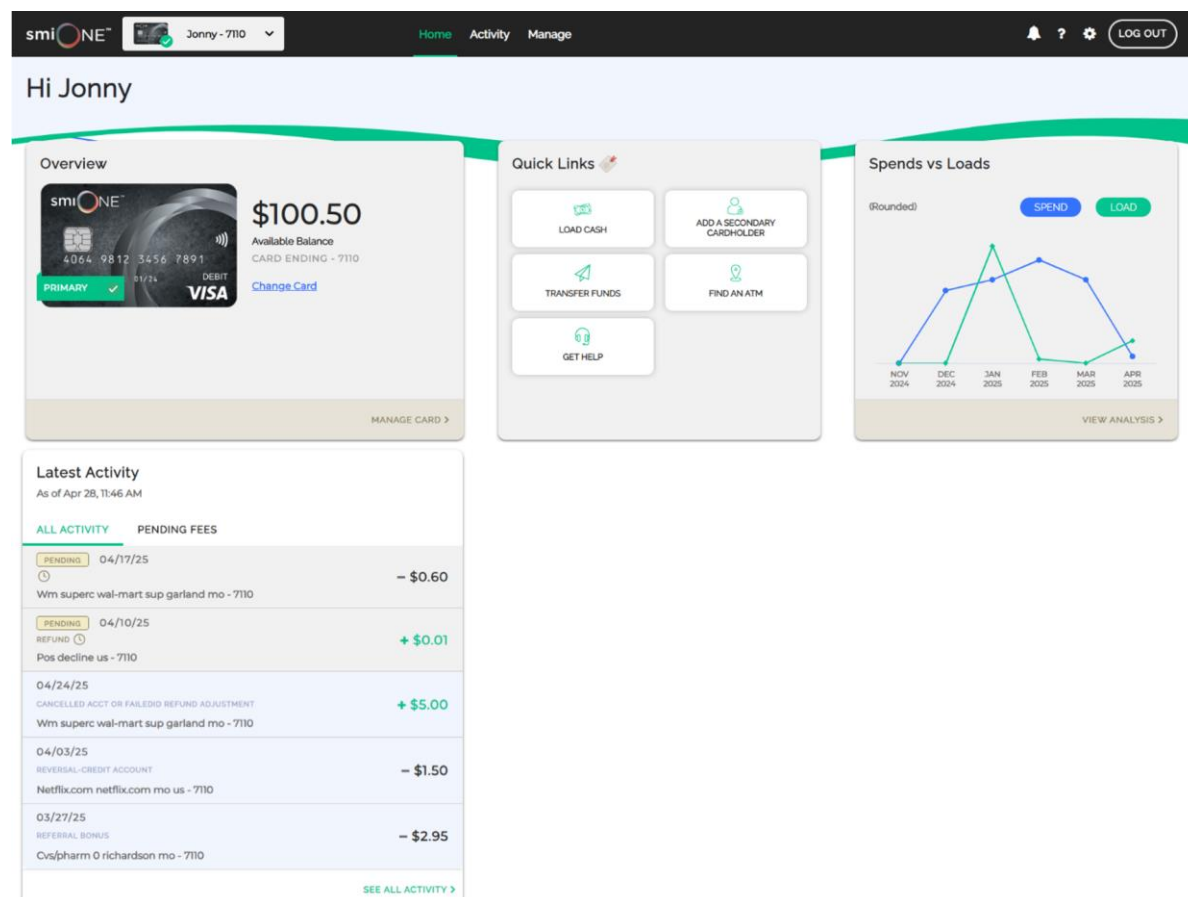 smiONE™
Jonny - 7110
Home Activity Manage
?
LOG OUT
Hi Jonny
Overview
smiONE™
4064 9812 3456 7891
01/24
DEBIT
VISA
PRIMARY
$100.50
Available Balance
CARD ENDING - 7110
Change Card
MANAGE CARD >
Quick Links
LOAD CASH
ADD A SECONDARY
CARDHOLDER
TRANSFER FUNDS
FIND AN ATM
GET HELP
Spends vs Loads
(Rounded)
SPEND
LOAD
NOV DEC JAN FEB MAR APR
2024 2024 2025 2025 2025 2025
VIEW ANALYSIS >
Latest Activity
As of Apr 28, 11:46 AM
ALL ACTIVITY PENDING FEES
PENDING 04/17/25
– $0.60
Wm superc wal-mart sup garland mo - 7110
PENDING 04/10/25
REFUND
+ $0.01
Pos decline us - 7110
04/24/25
CANCELLED ACCT OR FAILEDID REFUND ADJUSTMENT
+ $5.00
Wm superc wal-mart sup garland mo - 7110
04/03/25
REVERSAL-CREDIT ACCOUNT
– $1.50
Netflix.com netflix.com mo us - 7110
03/27/25
REFERRAL BONUS
– $2.95
Cvs/pharm 0 richardson mo - 7110
SEE ALL ACTIVITY >